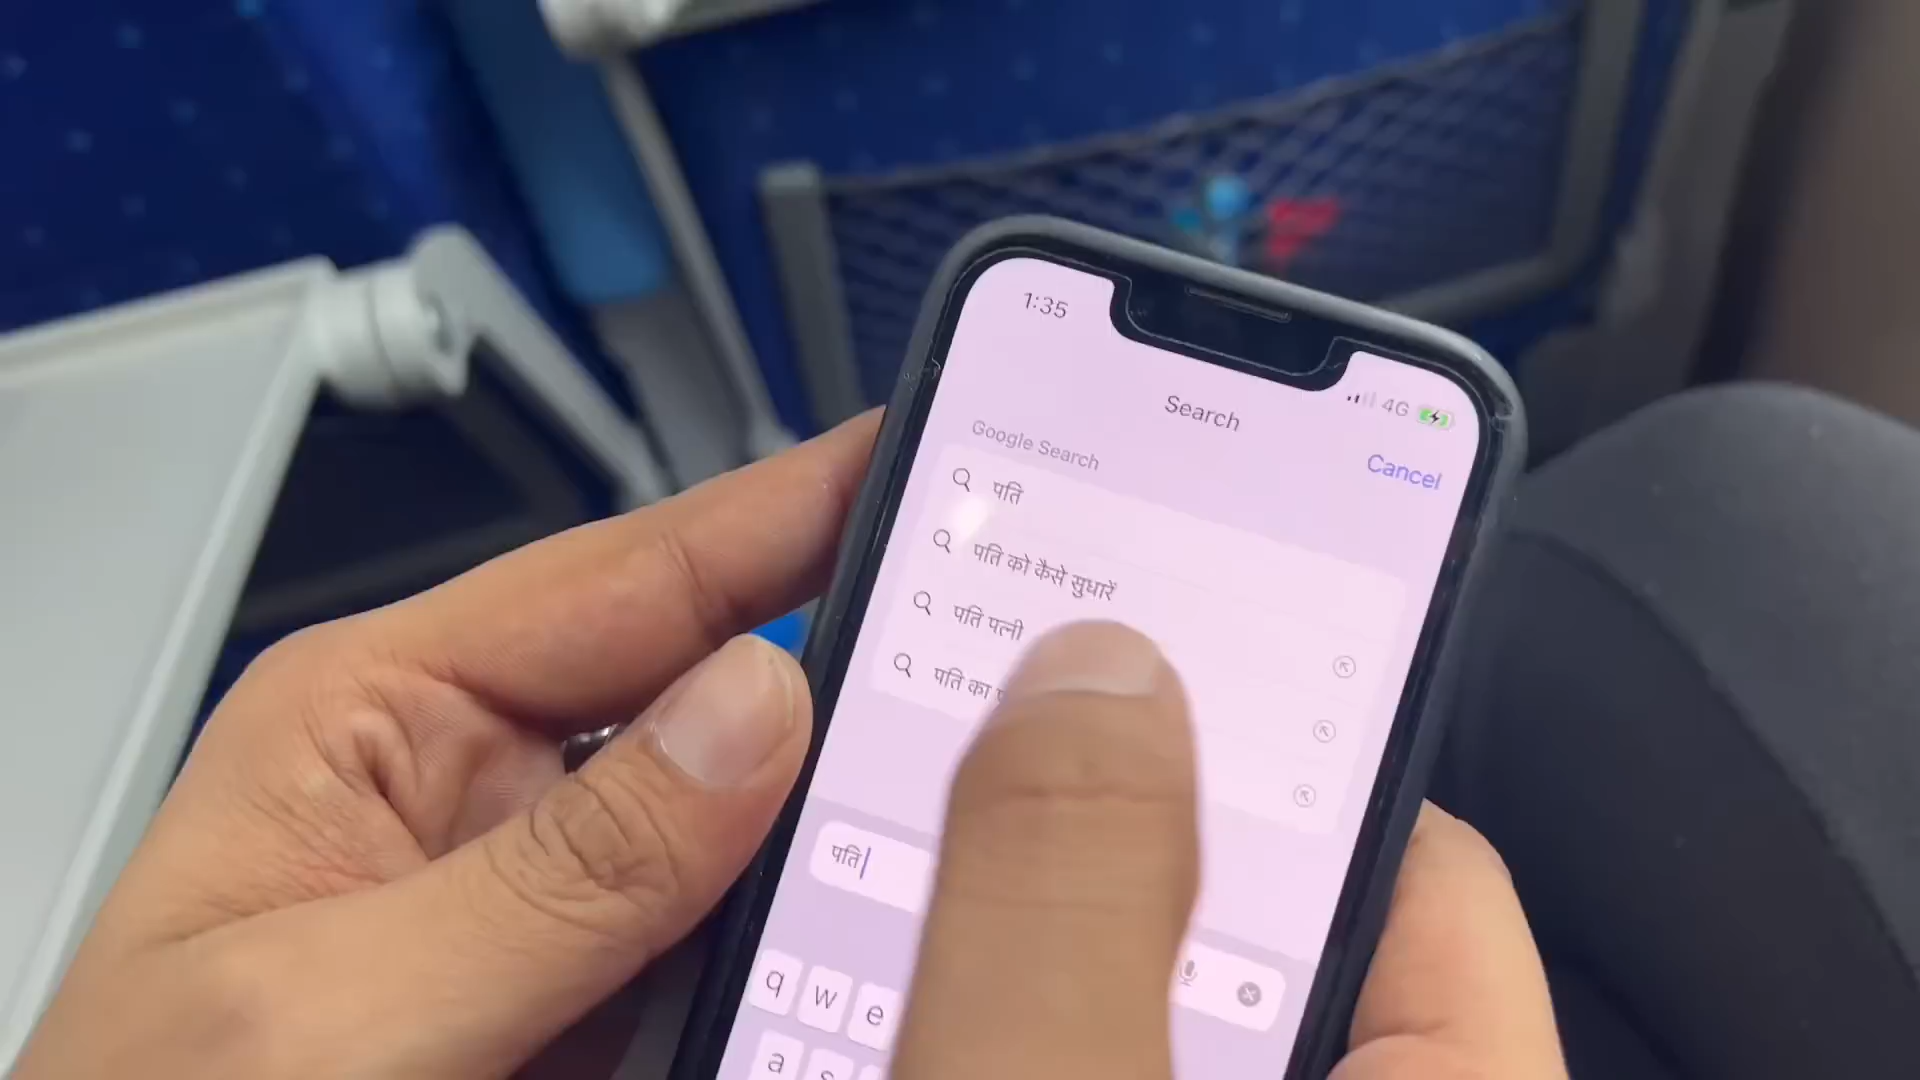 1:35
4G
Search
Cancel
Google Search
पति
पति को कैसे सुधारें
पति पत्नी
पति का
पति
q w e
a